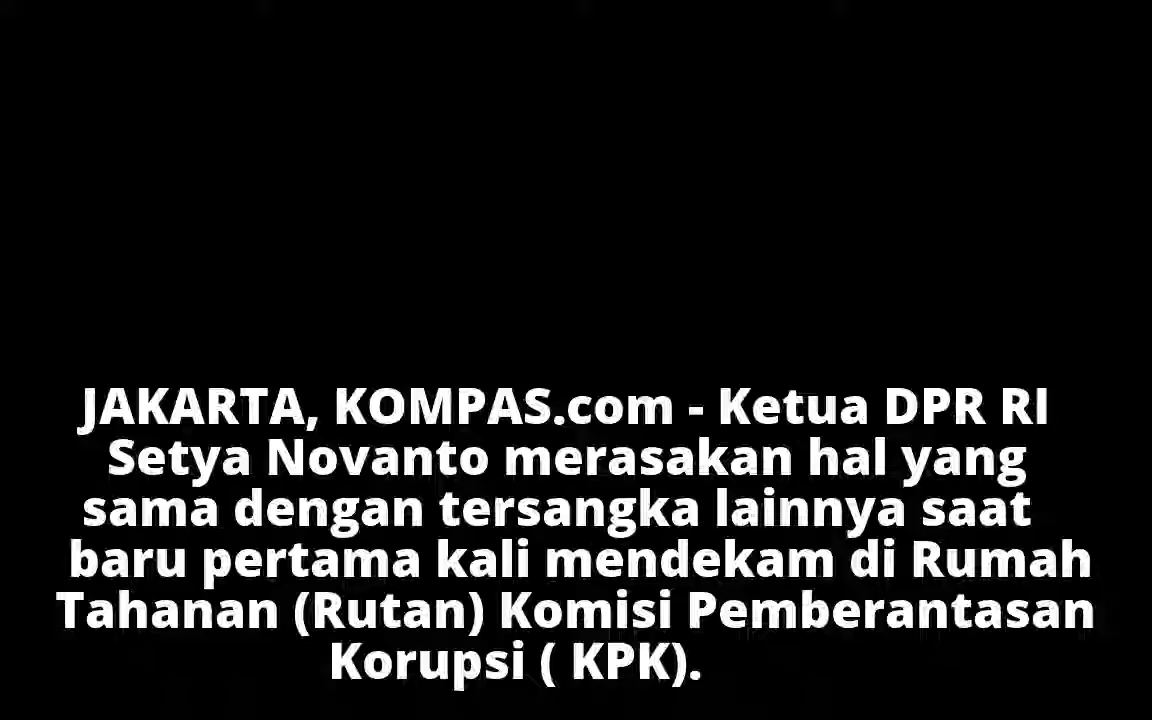 JAKARTA, KOMPAS.com - Ketua DPR RI
Setya Novanto merasakan hal yang
sama dengan tersangka lainnya saat
baru pertama kali mendekam di Rumah
Tahanan (Rutan) Komisi Pemberantasan
Korupsi ( KPK).